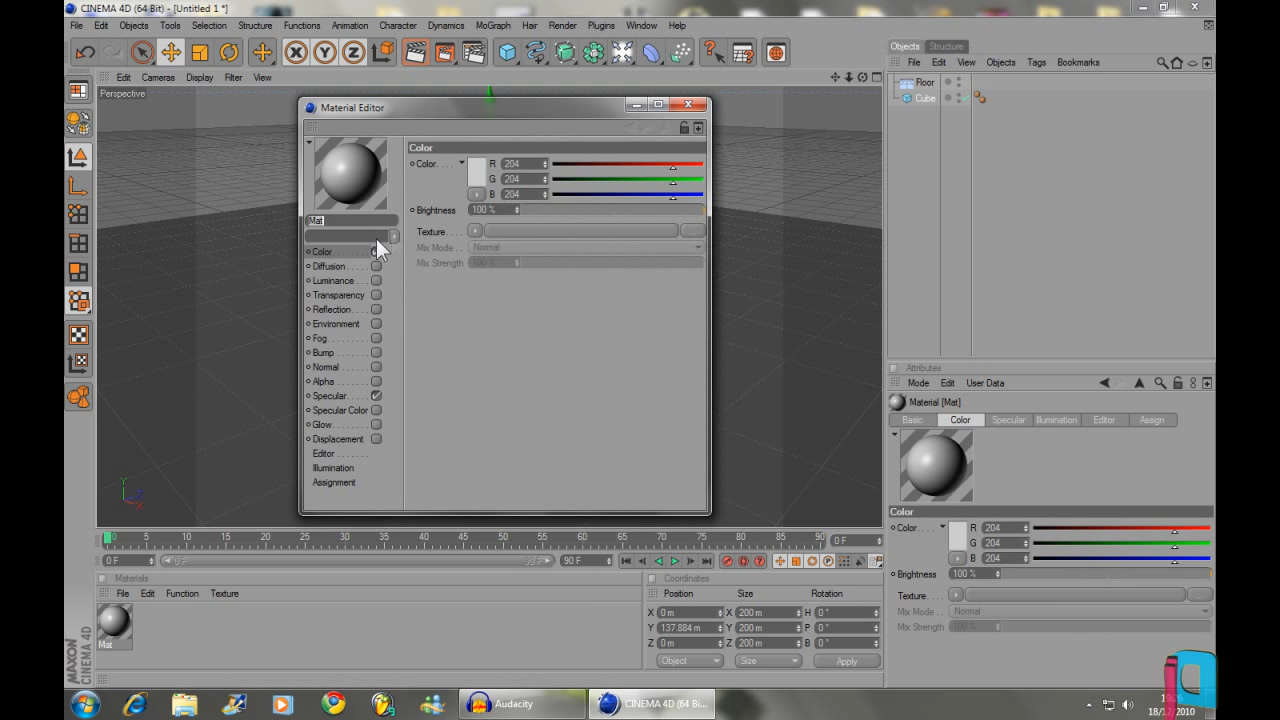 CINEMA 4D (64 Bit) - [Untitled 1 *]
File Edit Objects Tools Selection Structure Functions Animation Character Dynamics MoGraph Hair Render Plugins Window Help
Objects Structure
File Edit View Objects Tags Bookmarks
Edit Cameras Display Filter View
Perspective
Floor
Cube
Material Editor
Color
Color. . . . R 204
G 204
B 204
Brightness 100 %
Texture. . . . .
Mix Mode . . Normal
Mix Strength 100 %
Mat
Color
Diffusion . . . . .
Luminance . . .
Transparency
Reflection. . . .
Environment
Fog. . . . . . . . .
Bump . . . . . .
Normal . . . . .
Alpha . . . . . .
Specular. . . . .
Specular Color
Glow. . . . . . . .
Displacement
Editor . . . . . .
Illumination
Assignment
Attributes
Mode Edit User Data
Material [Mat]
Basic Color Specular Illumination Editor Assign
Color
Color. . . . R 204
G 204
B 204
Brightness 100 %
Texture. . . .
Mix Mode . . Normal
Mix Strength 100 %
Y
Z
X
0 5 10 15 20 25 30 35 40 45 50 55 60 65 70 75 80 85 90 0 F
0 F 0 F 90 F 90 F
Materials
File Edit Function Texture
Mat
Coordinates
Position Size Rotation
X 0 m X 200 m H 0 °
Y 137.884 m Y 200 m P 0 °
Z 0 m Z 200 m B 0 °
Object Size Apply
MAXON
CINEMA 4D
Audacity
CINEMA 4D (64 Bi...
18/12/2010